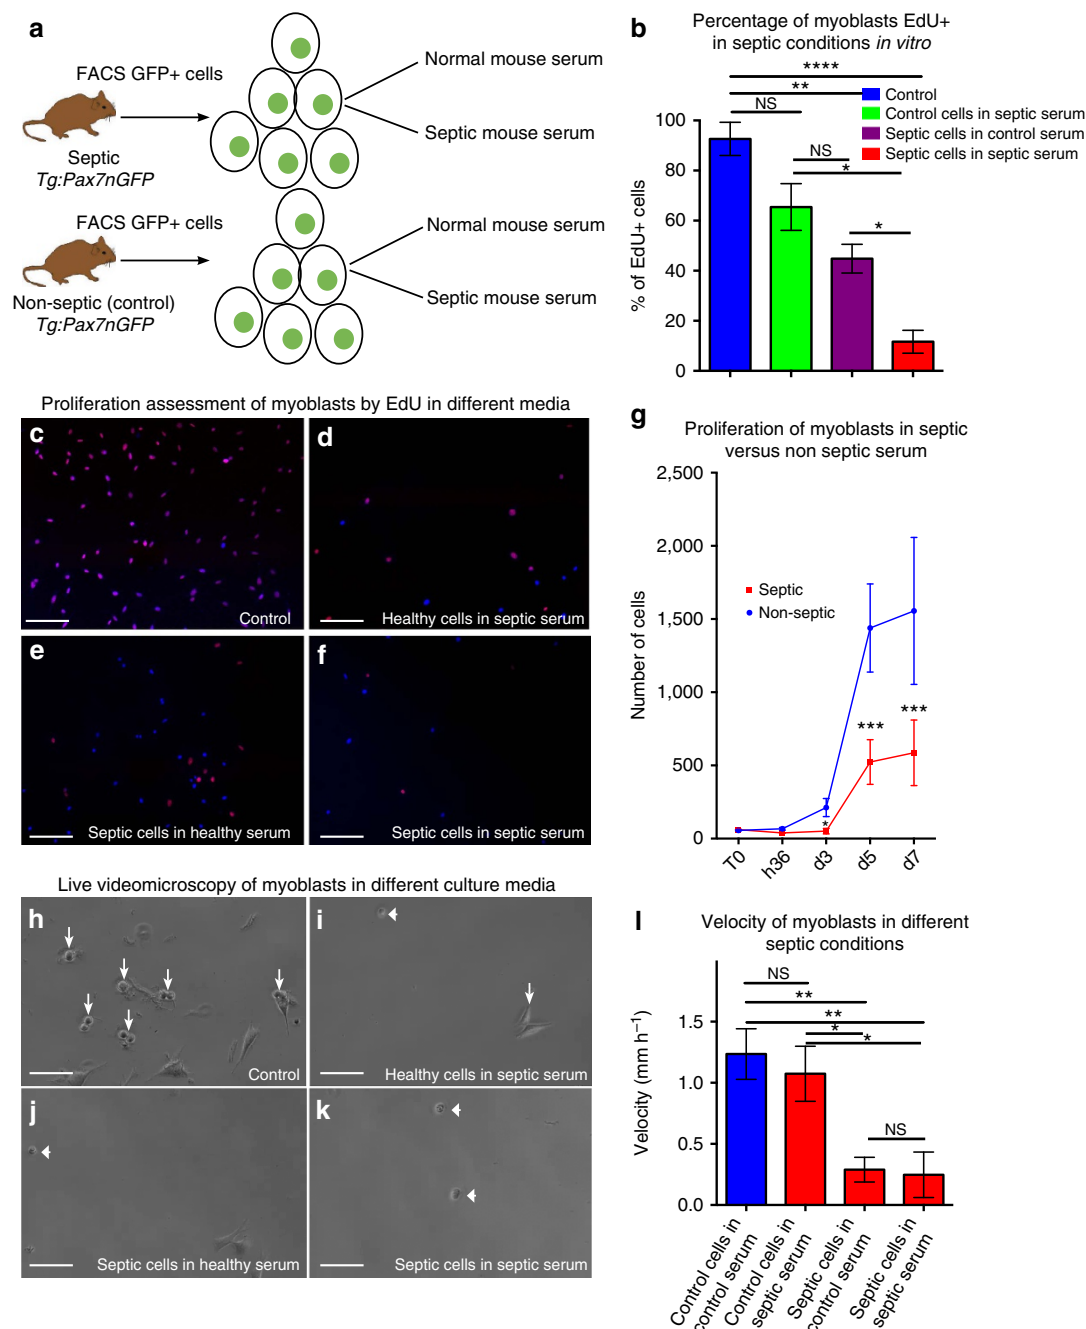 a
FACS GFP+ cells
Normal mouse serum
Septic mouse serum
Septic
Tg:Pax7nGFP
FACS GFP+ cells
Normal mouse serum
Septic mouse serum
Non-septic (control)
Tg:Pax7nGFP
b
Percentage of myoblasts EdU+
in septic conditions in vitro
****
**
NS
NS
*
*
Control
Control cells in septic serum
Septic cells in control serum
Septic cells in septic serum
% of EdU+ cells
100
80
60
40
20
0
Proliferation assessment of myoblasts by EdU in different media
c
Control
d
Healthy cells in septic serum
e
Septic cells in healthy serum
f
Septic cells in septic serum
g
Proliferation of myoblasts in septic
versus non septic serum
Number of cells
2,500
2,000
1,500
1,000
500
0
Septic
Non-septic
*
***
***
T0
h36
d3
d5
d7
Live videomicroscopy of myoblasts in different culture media
h
Control
i
Healthy cells in septic serum
j
Septic cells in healthy serum
k
Septic cells in septic serum
l
Velocity of myoblasts in different
septic conditions
NS
**
**
*
*
NS
Velocity (mm h−1)
1.5
1.0
0.5
0.0
Control cells in
control serum
Control cells in
septic serum
Septic cells in
control serum
Septic cells in
septic serum